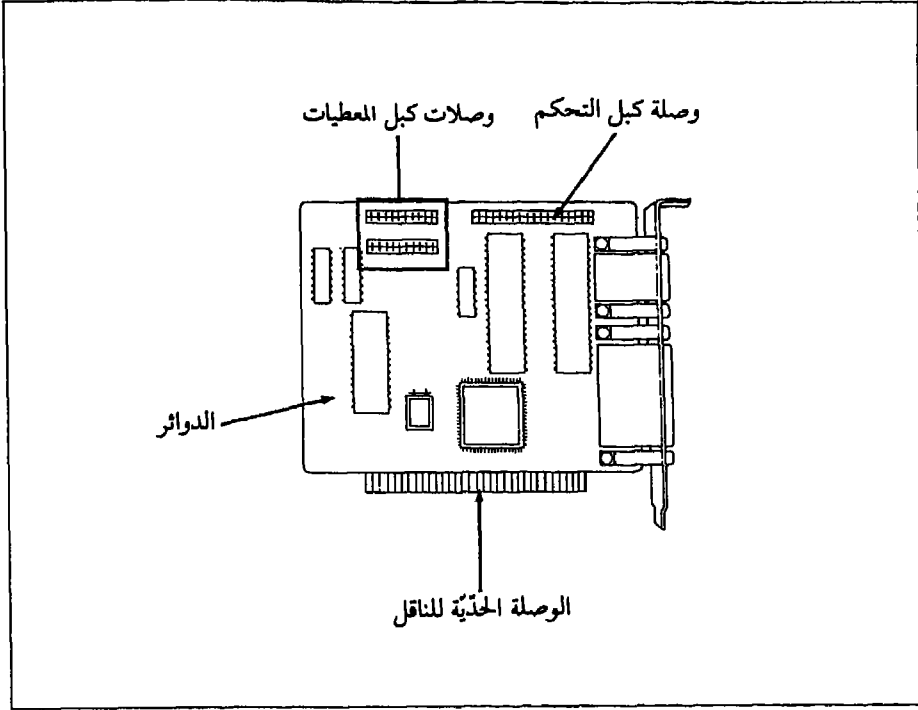 وصلة كبل التحكم
وصلات كبل المعطيات
الدوائر
الوصلة الحدّيّة للناقل